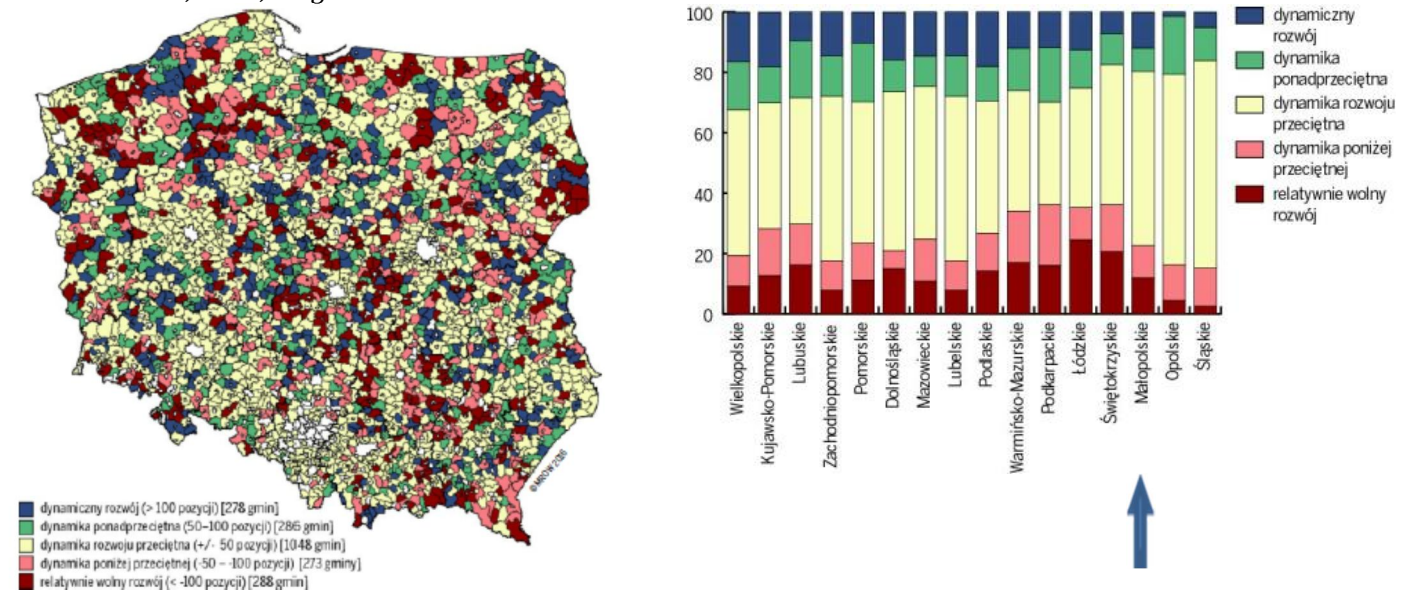 dynamiczny rozwój (> 100 pozycji) [278 gmin]
dynamika ponadprzeciętna (50–100 pozycji) [286 gmin]
dynamika rozwoju przeciętna (+/- 50 pozycji) [1048 gmin]
dynamika poniżej przeciętnej (-50 – -100 pozycji) [273 gminy]
relatywnie wolny rozwój (< -100 pozycji) [288 gmin]
© MROW 2016
100
80
60
40
20
0
Wielkopolskie
Kujawsko-Pomorskie
Lubuskie
Zachodniopomorskie
Pomorskie
Dolnośląskie
Mazowieckie
Lubelskie
Podlaskie
Warmińsko-Mazurskie
Podkarpackie
Łódzkie
Świętokrzyskie
Małopolskie
Opolskie
Śląskie
dynamiczny
rozwój
dynamika
ponadprzeciętna
dynamika rozwoju
przeciętna
dynamika poniżej
przeciętnej
relatywnie wolny
rozwój